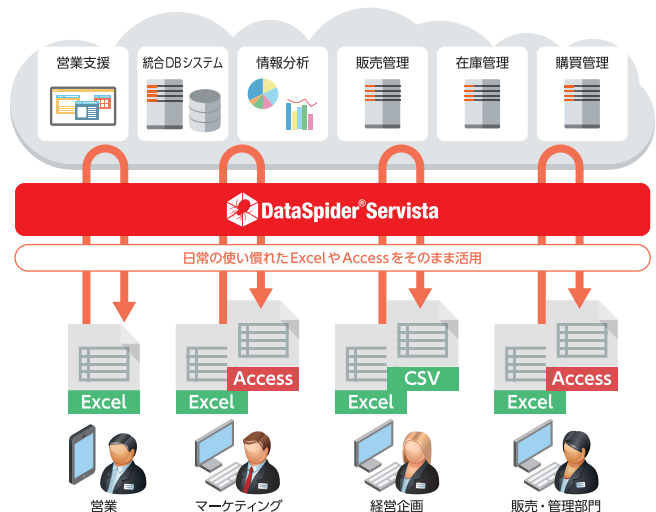 営業支援
統合DBシステム
情報分析
販売管理
在庫管理
購買管理
DataSpider® Servista
日常の使い慣れたExcelやAccessをそのまま活用
Excel
Access
Excel
CSV
Excel
Access
Excel
営業
マーケティング
経営企画
販売・管理部門